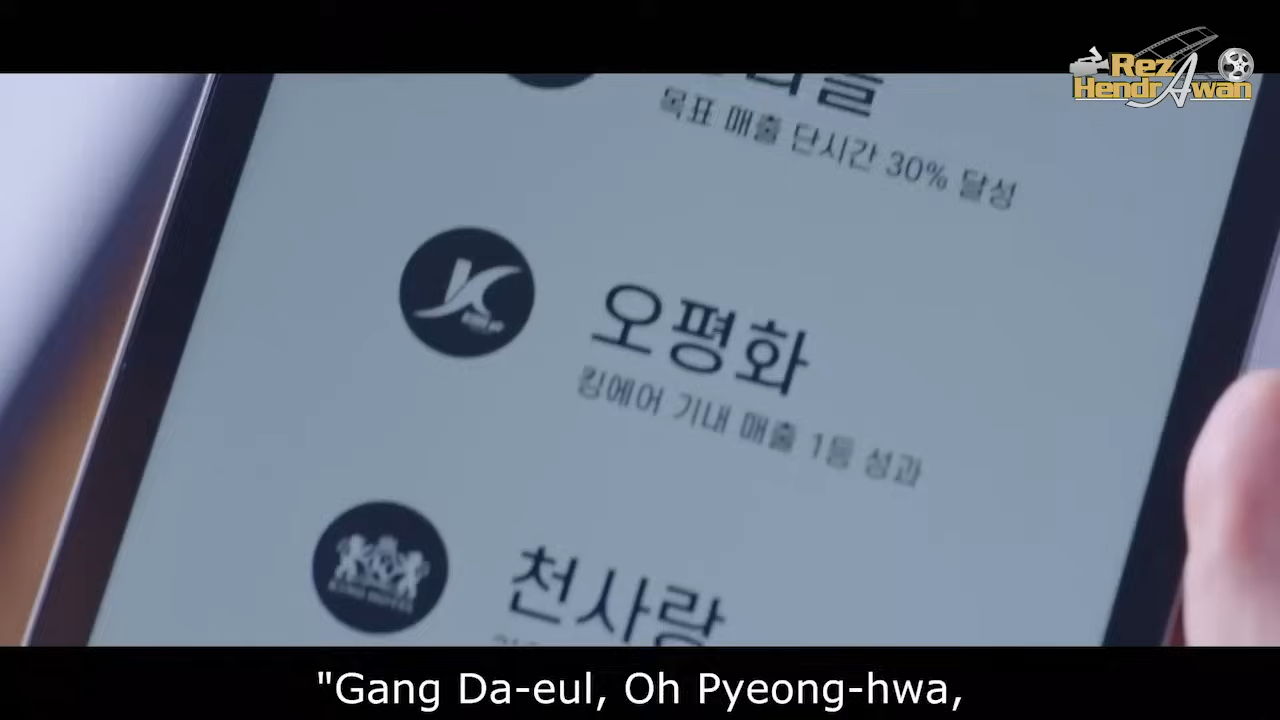 Rez
HendrAwan
목표 매출 단시간 30% 달성
오평화
킹에어 기내 매출 1등 성과
천사랑
"Gang Da-eul, Oh Pyeong-hwa,